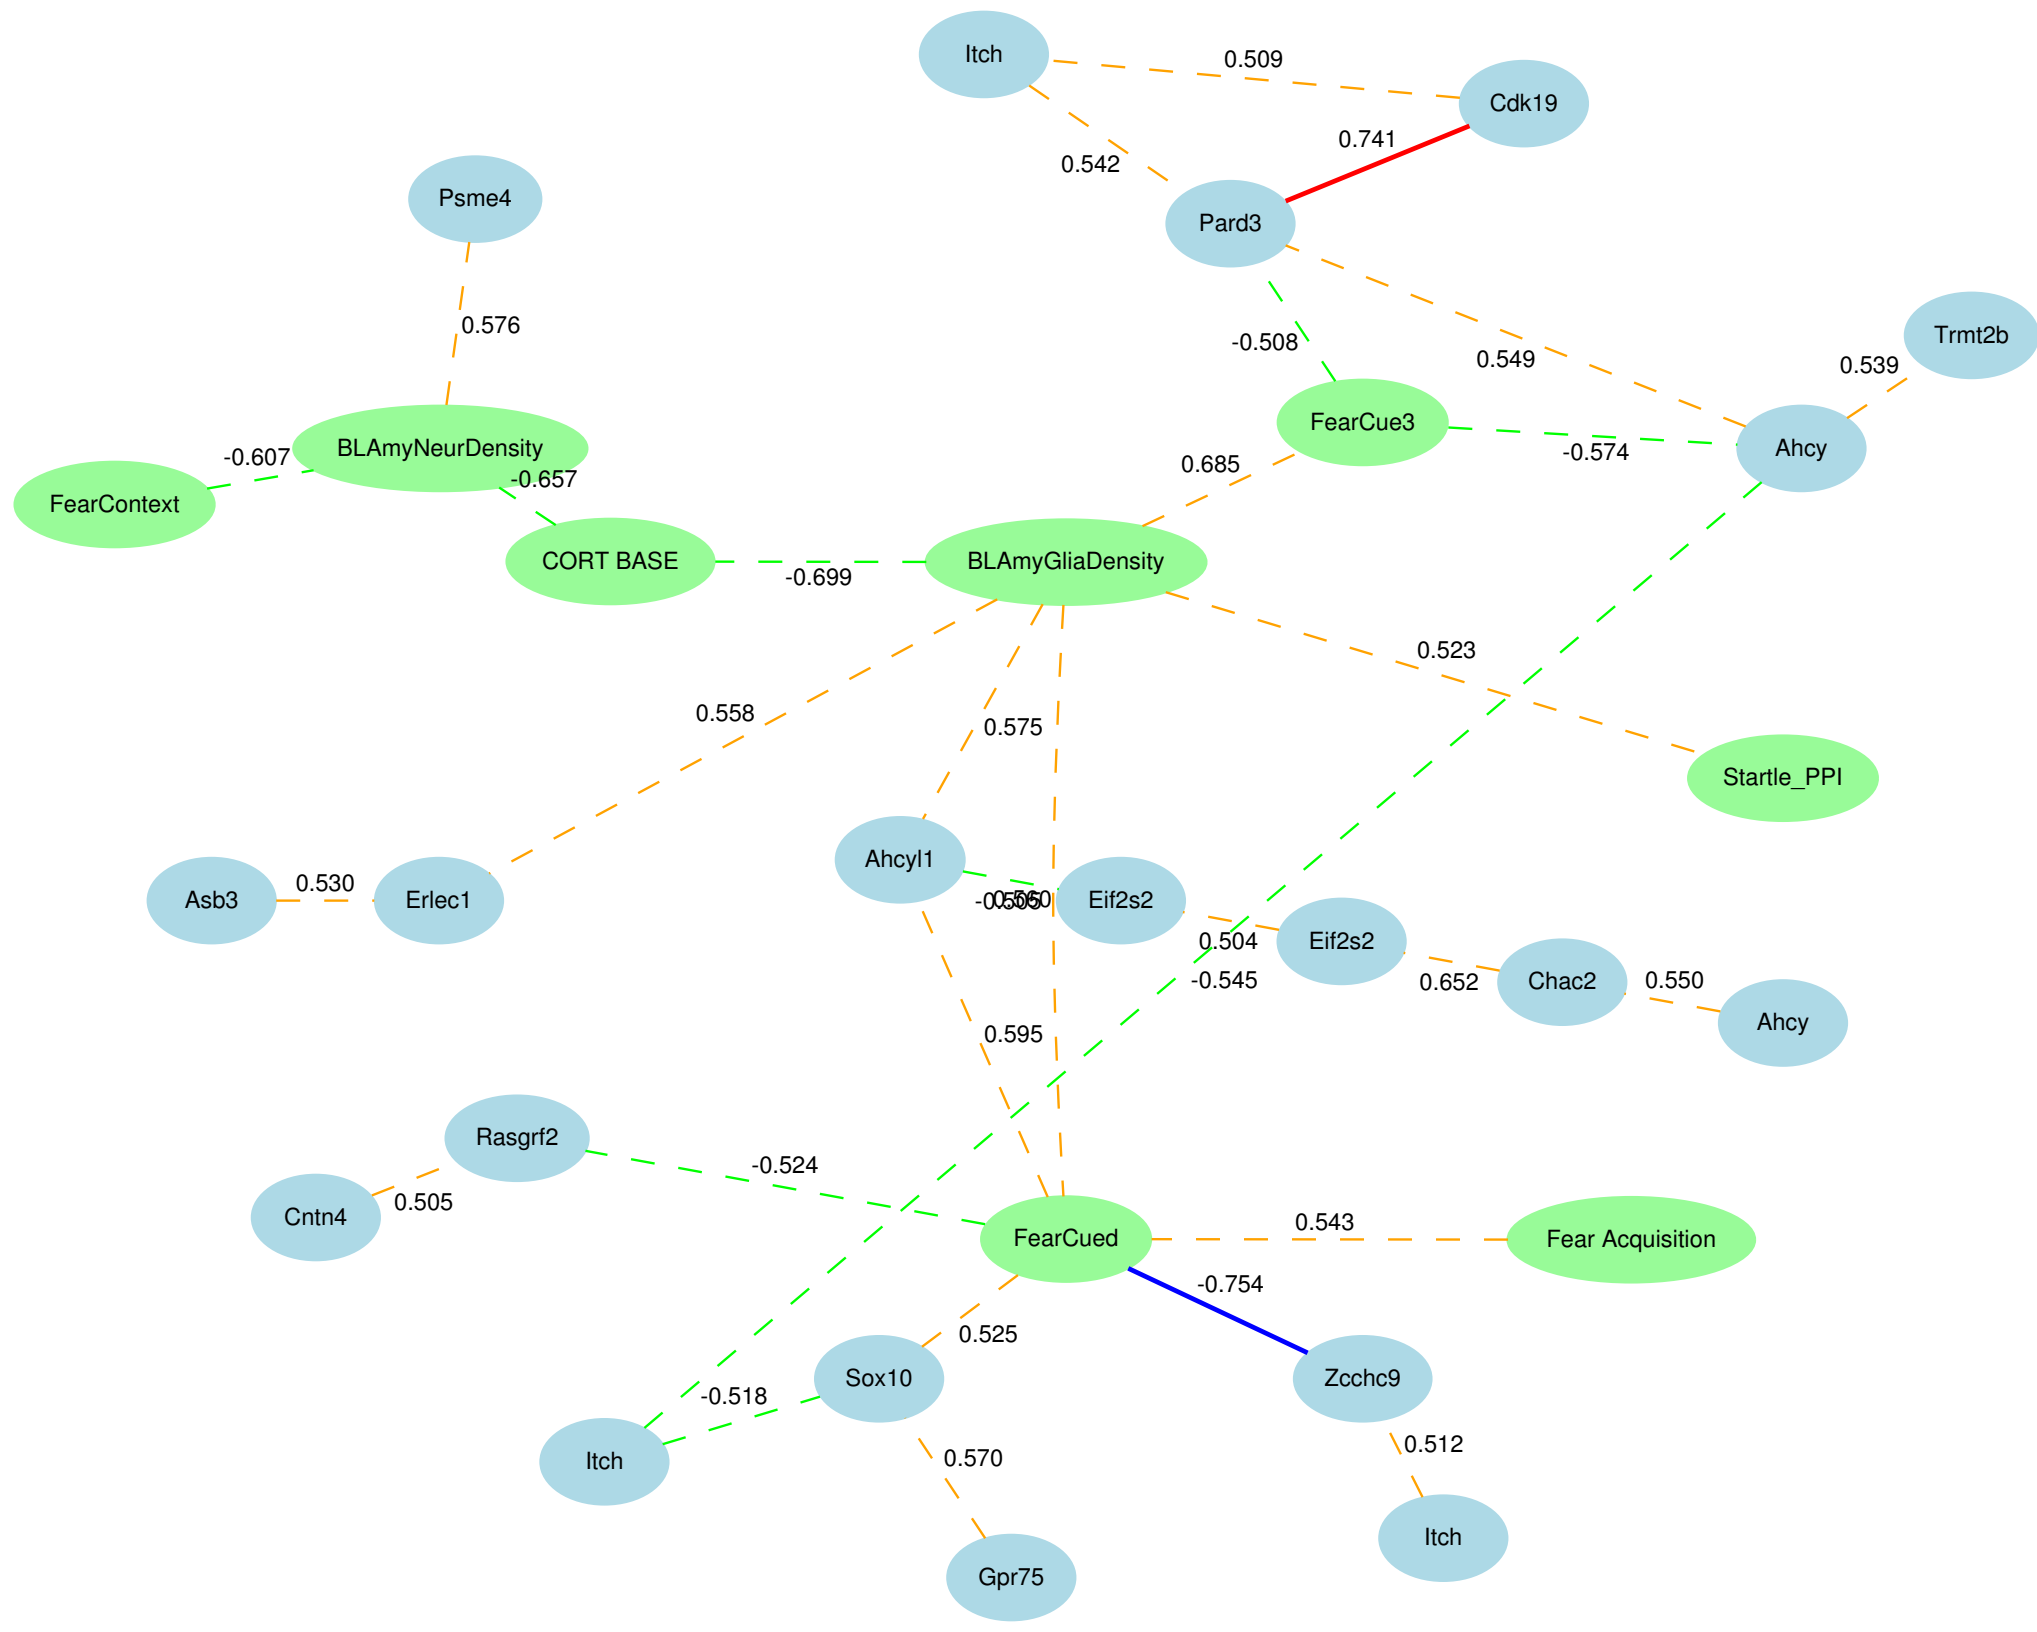 Itch
0.509
Cdk19
0.741
0.542
Psme4
Pard3
0.576
-0.508
0.549
Trmt2b
0.539
FearCue3
-0.574
Ahcy
BLAmyNeurDensity
-0.607
0.685
-0.657
FearContext
CORT BASE
-0.699
BLAmyGliaDensity
0.523
0.558
0.575
Startle_PPI
Ahcyl1
Asb3
0.530
Erlec1
-0.505
0.560
Eif2s2
0.504
Eif2s2
-0.545
0.652
Chac2
0.550
Ahcy
0.595
Rasgrf2
-0.524
Cntn4
0.505
FearCued
0.543
Fear Acquisition
-0.754
0.525
Sox10
Zcchc9
-0.518
Itch
0.570
0.512
Itch
Gpr75